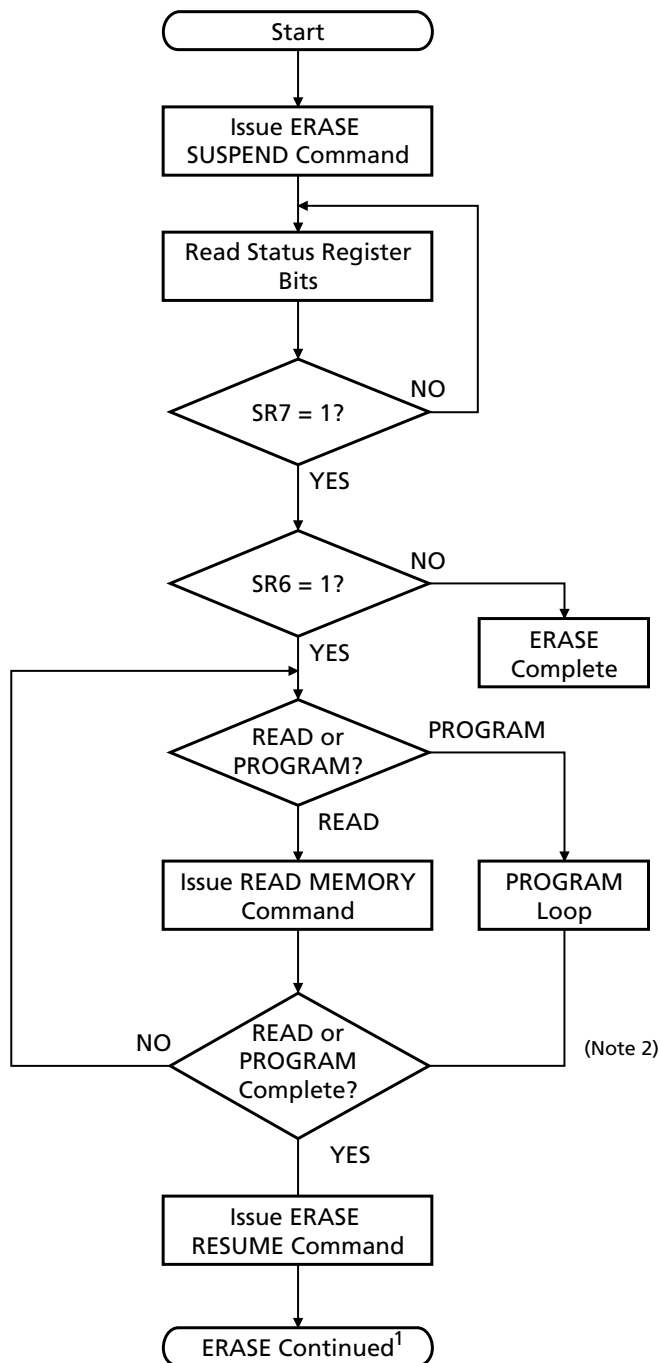 Start
Issue ERASE
SUSPEND Command
Read Status Register
Bits
NO
SR7 = 1?
YES
NO
SR6 = 1?
YES
ERASE
Complete
READ or
PROGRAM?
PROGRAM
READ
Issue READ MEMORY
Command
PROGRAM
Loop
NO
READ or
PROGRAM
Complete?
(Note 2)
YES
Issue ERASE
RESUME Command
ERASE Continued1